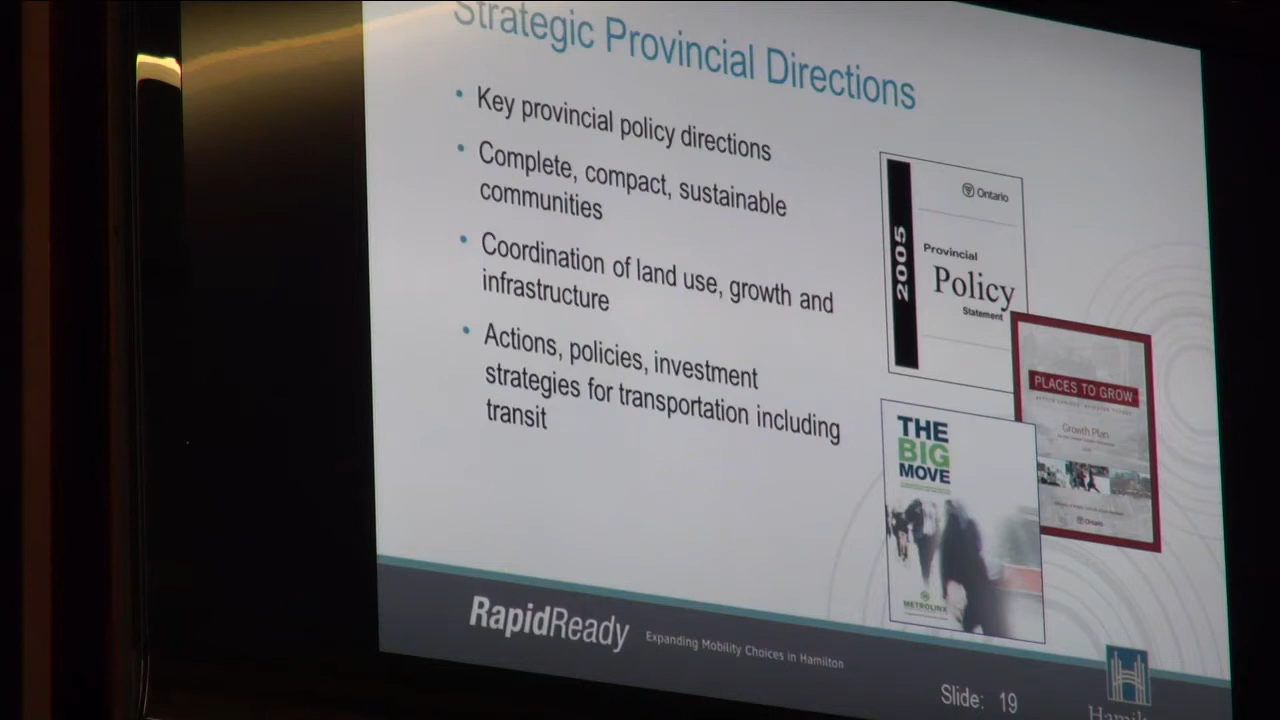 Strategic Provincial Directions
• Key provincial policy directions
• Complete, compact, sustainable
communities
• Coordination of land use, growth and
infrastructure
• Actions, policies, investment
strategies for transportation including
transit
Ontario
2005
Provincial
Policy
Statement
PLACES TO GROW
Growth Plan
Ontario
THE
BIG
MOVE
METROLINX
RapidReady
Expanding Mobility Choices in Hamilton
Slide: 19